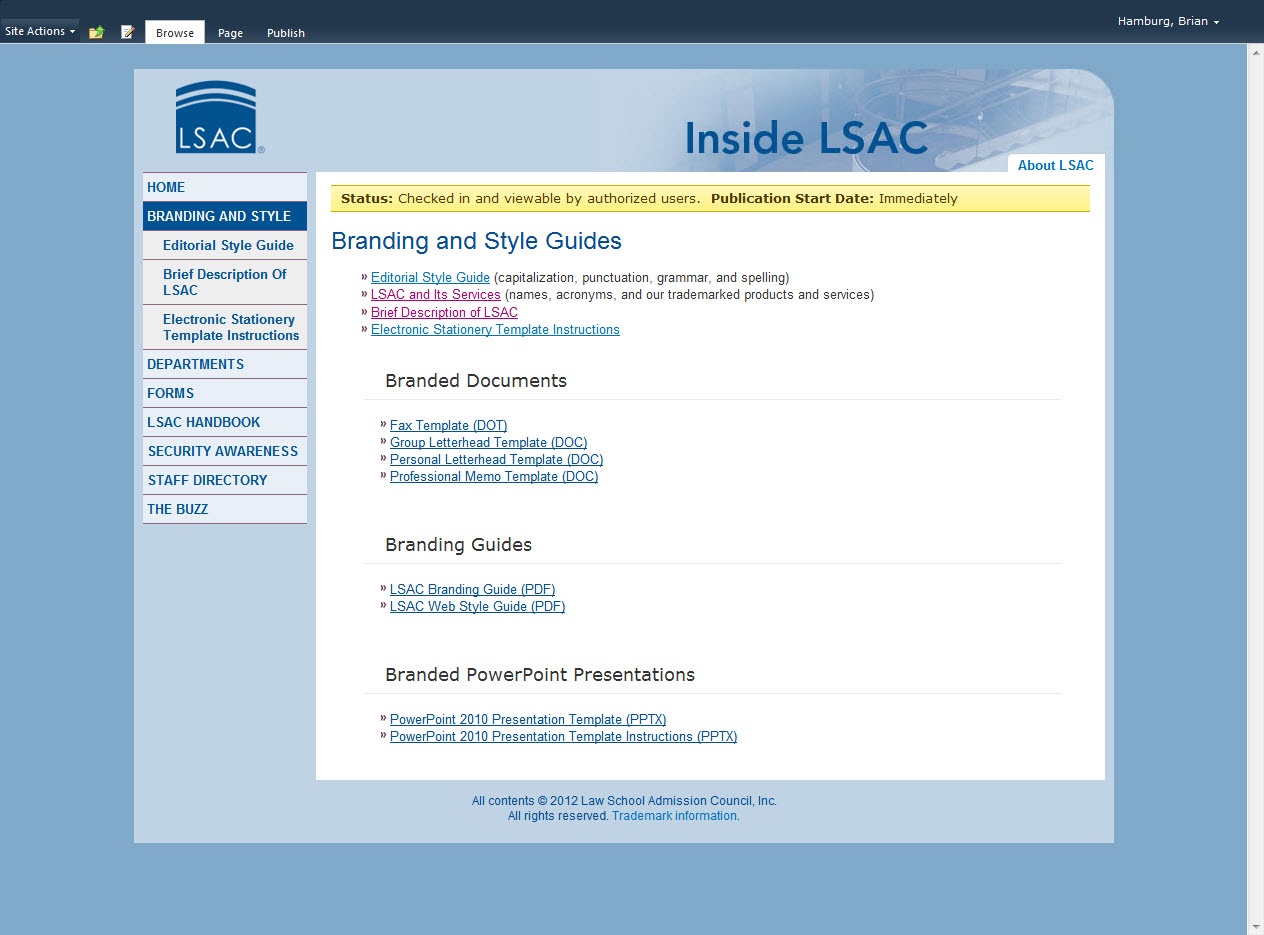 Site Actions
Browse
Page
Publish
Hamburg, Brian
LSAC®
Inside LSAC
About LSAC
HOME
BRANDING AND STYLE
Editorial Style Guide
Brief Description Of
LSAC
Electronic Stationery
Template Instructions
DEPARTMENTS
FORMS
LSAC HANDBOOK
SECURITY AWARENESS
STAFF DIRECTORY
THE BUZZ
Status: Checked in and viewable by authorized users. Publication Start Date: Immediately
Branding and Style Guides
» Editorial Style Guide (capitalization, punctuation, grammar, and spelling)
» LSAC and Its Services (names, acronyms, and our trademarked products and services)
» Brief Description of LSAC
» Electronic Stationery Template Instructions
Branded Documents
» Fax Template (DOT)
» Group Letterhead Template (DOC)
» Personal Letterhead Template (DOC)
» Professional Memo Template (DOC)
Branding Guides
» LSAC Branding Guide (PDF)
» LSAC Web Style Guide (PDF)
Branded PowerPoint Presentations
» PowerPoint 2010 Presentation Template (PPTX)
» PowerPoint 2010 Presentation Template Instructions (PPTX)
All contents © 2012 Law School Admission Council, Inc.
All rights reserved. Trademark information.